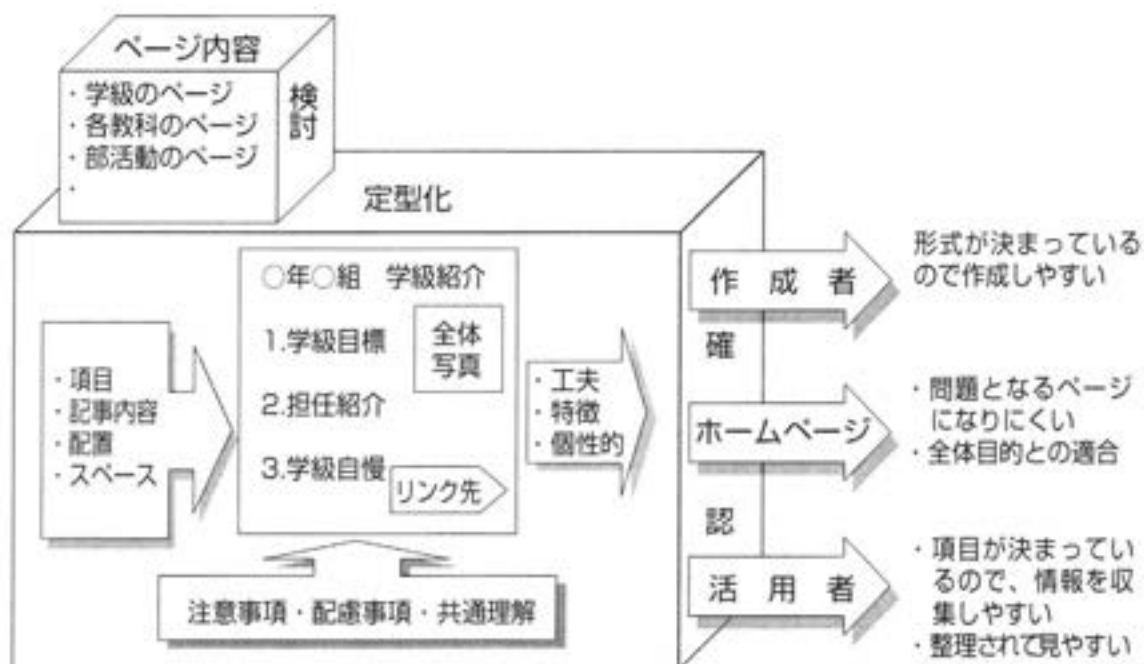 ページ内容
・学級のページ
・各教科のページ
・部活動のページ
・
検討
定型化
・項目
・記事内容
・配置
・スペース
○年○組 学級紹介
1.学級目標
2.担任紹介
3.学級自慢
全体
写真
リンク先
・工夫
・特徴
・個性的
注意事項・配慮事項・共通理解
確
認
作成者
形式が決まっている
ので作成しやすい
ホームページ
・問題となるページ
になりにくい
・全体目的との適合
活用者
・項目が決まってい
るので、情報を収
集しやすい
・整理されて見やすい